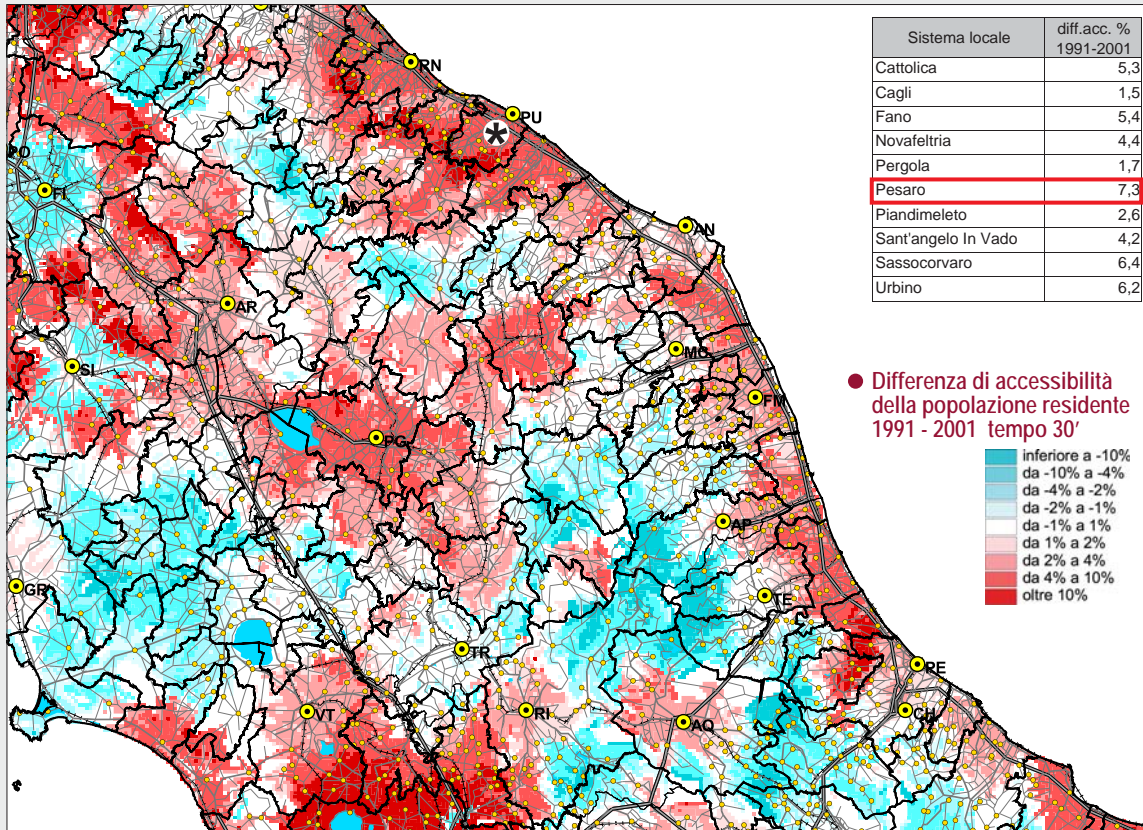 Sistema locale diff.acc. % 1991-2001
Cattolica 5,3
Cagli 1,5
Fano 5,4
Novafeltria 4,4
Pergola 1,7
Pesaro 7,3
Piandimeleto 2,6
Sant'angelo In Vado 4,2
Sassocorvaro 6,4
Urbino 6,2
● Differenza di accessibilità
della popolazione residente
1991 - 2001 tempo 30'
inferiore a -10%
da -10% a -4%
da -4% a -2%
da -2% a -1%
da -1% a 1%
da 1% a 2%
da 2% a 4%
da 4% a 10%
oltre 10%
RN
PU
*
FI
AN
AR
MC
SI
FM
PG
AP
GR
TE
TR
PE
VT
RI
AQ
CH